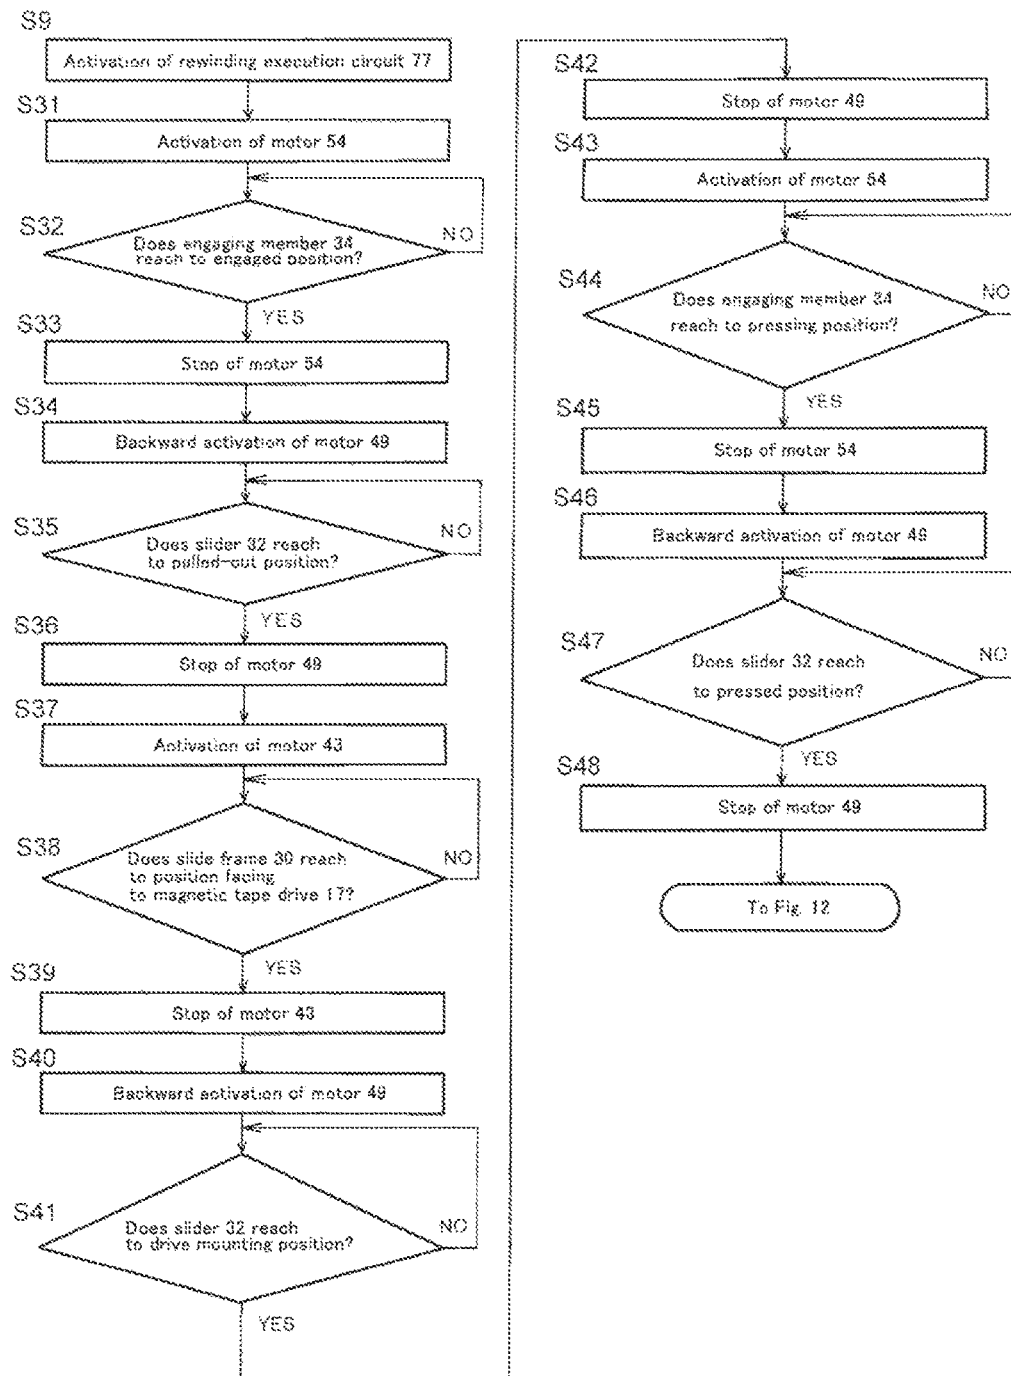 S9
Activation of rewinding execution circuit 77
S31
Activation of motor 54
S32
Does engaging member 34
reach to engaged position?
NO
YES
S33
Stop of motor 54
S34
Backward activation of motor 49
S35
Does slider 32 reach
to pulled-out position?
NO
YES
S36
Stop of motor 49
S37
Activation of motor 43
S38
Does slide frame 30 reach
to position facing
to magnetic tape drive 17?
NO
YES
S39
Stop of motor 43
S40
Backward activation of motor 49
S41
Does slider 32 reach
to drive mounting position?
NO
YES
S42
Stop of motor 49
S43
Activation of motor 54
S44
Does engaging member 34
reach to pressing position?
NO
YES
S45
Stop of motor 54
S46
Backward activation of motor 49
S47
Does slider 32 reach
to pressed position?
NO
YES
S48
Stop of motor 49
To Fig. 12